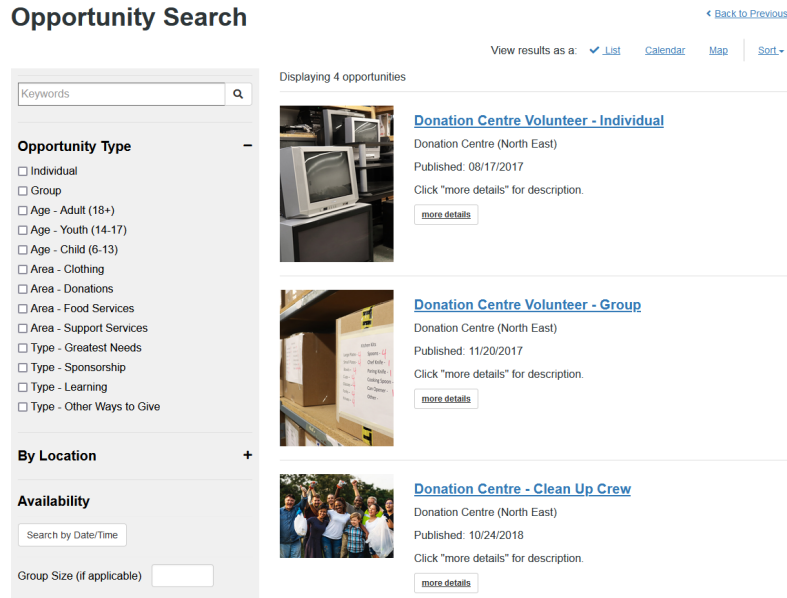 Opportunity Search
Back to Previous
View results as a: List Calendar Map Sort
Displaying 4 opportunities
Keywords
Opportunity Type
Individual
Group
Age - Adult (18+)
Age - Youth (14-17)
Age - Child (6-13)
Area - Clothing
Area - Donations
Area - Food Services
Area - Support Services
Type - Greatest Needs
Type - Sponsorship
Type - Learning
Type - Other Ways to Give
By Location
Availability
Search by Date/Time
Group Size (if applicable)
Donation Centre Volunteer - Individual
Donation Centre (North East)
Published: 08/17/2017
Click "more details" for description.
more details
Donation Centre Volunteer - Group
Donation Centre (North East)
Published: 11/20/2017
Click "more details" for description.
more details
Donation Centre - Clean Up Crew
Donation Centre (North East)
Published: 10/24/2018
Click "more details" for description.
more details